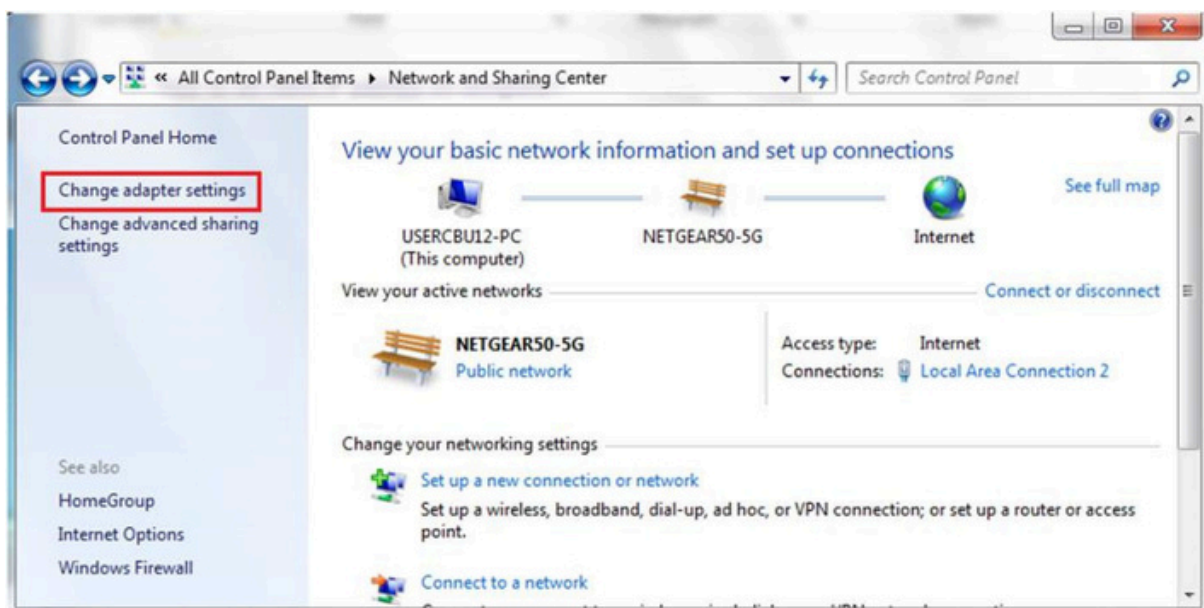 « All Control Panel Items ▸ Network and Sharing Center
Search Control Panel
Control Panel Home
Change adapter settings
Change advanced sharing
settings
See also
HomeGroup
Internet Options
Windows Firewall
View your basic network information and set up connections
See full map
USERCBU12-PC
(This computer)
NETGEAR50-5G
Internet
View your active networks
Connect or disconnect
NETGEAR50-5G
Public network
Access type: Internet
Connections: Local Area Connection 2
Change your networking settings
Set up a new connection or network
Set up a wireless, broadband, dial-up, ad hoc, or VPN connection; or set up a router or access
point.
Connect to a network